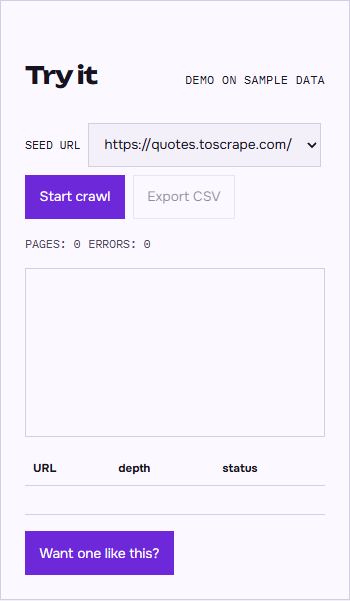 Try it
DEMO ON SAMPLE DATA
SEED URL https://quotes.toscrape.com/
Start crawl Export CSV
PAGES: 0 ERRORS: 0
URL depth status
Want one like this?